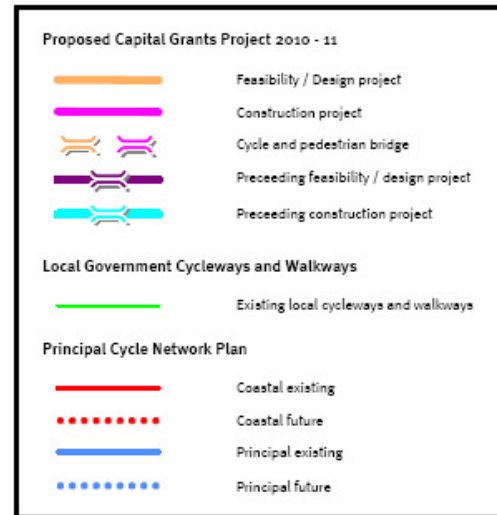 Proposed Capital Grants Project 2010 - 11
Feasibility / Design project
Construction project
Cycle and pedestrian bridge
Preceeding feasibility / design project
Preceeding construction project
Local Government Cycleways and Walkways
Existing local cycleways and walkways
Principal Cycle Network Plan
Coastal existing
Coastal future
Principal existing
Principal future